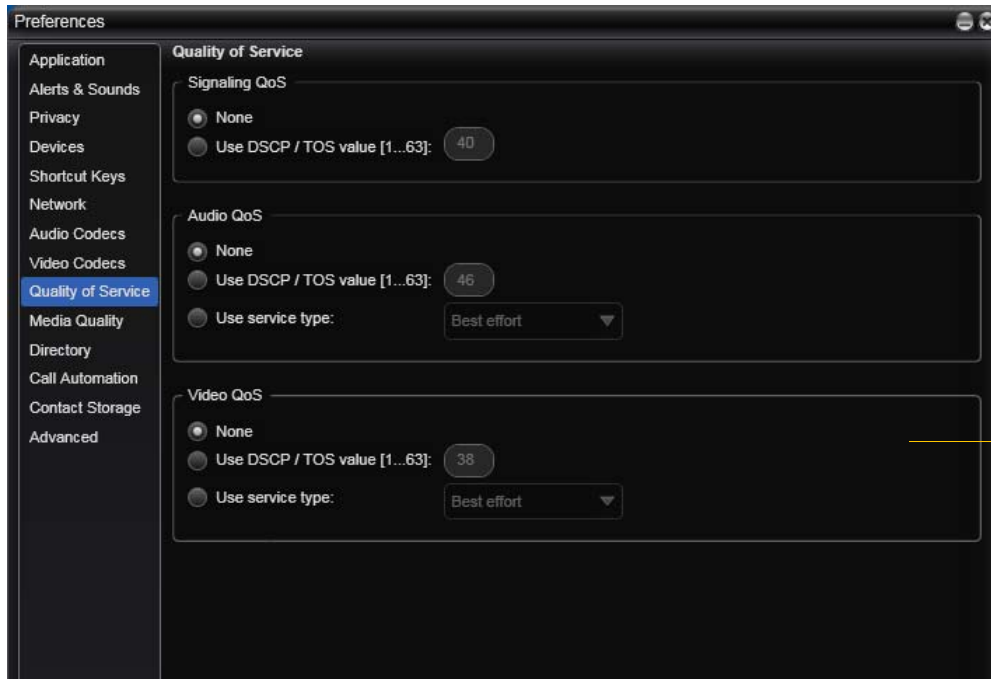 Preferences
Application
Alerts & Sounds
Privacy
Devices
Shortcut Keys
Network
Audio Codecs
Video Codecs
Quality of Service
Media Quality
Directory
Call Automation
Contact Storage
Advanced
Quality of Service
Signaling QoS
None
Use DSCP / TOS value [1...63]: 40
Audio QoS
None
Use DSCP / TOS value [1...63]: 46
Use service type: Best effort
Video QoS
None
Use DSCP / TOS value [1...63]: 38
Use service type: Best effort